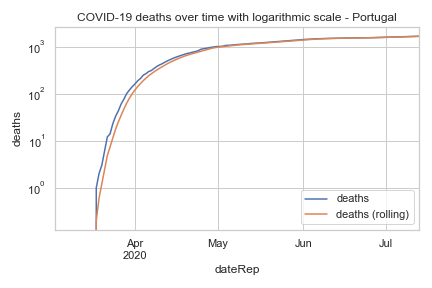 COVID-19 deaths over time with logarithmic scale - Portugal
10³
10²
10¹
10⁰
deaths
deaths
deaths (rolling)
Apr
2020
May
Jun
Jul
dateRep